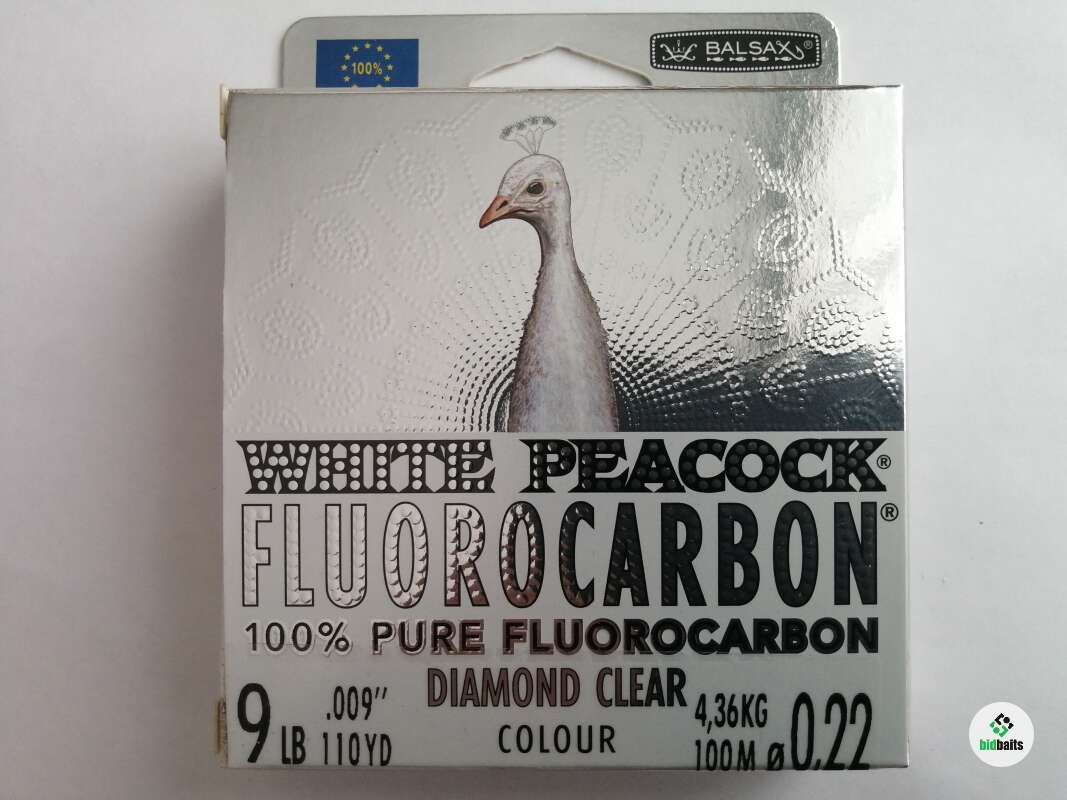 100%
BALSAX®
WHITE PEACOCK®
FLUOROCARBON®
100% PURE FLUOROCARBON
DIAMOND CLEAR
COLOUR
9 LB
.009”
110YD
4,36KG
100M ø 0,22
bidbaits